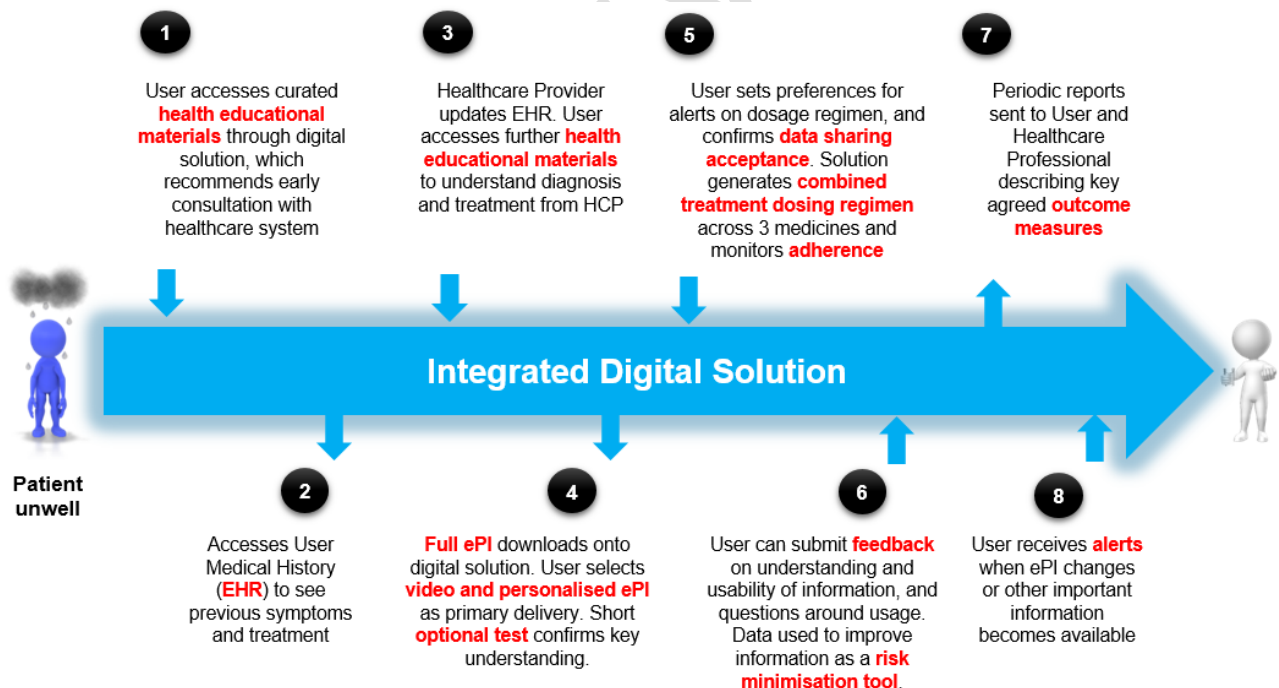 1
User accesses curated
health educational
materials through digital
solution, which
recommends early
consultation with
healthcare system
3
Healthcare Provider
updates EHR. User
accesses further health
educational materials
to understand diagnosis
and treatment from HCP
5
User sets preferences for
alerts on dosage regimen, and
confirms data sharing
acceptance. Solution
generates combined
treatment dosing regimen
across 3 medicines and
monitors adherence
7
Periodic reports
sent to User and
Healthcare
Professional
describing key
agreed outcome
measures
Integrated Digital Solution
Patient
unwell
2
Accesses User
Medical History
(EHR) to see
previous symptoms
and treatment
4
Full ePI downloads onto
digital solution. User selects
video and personalised ePI
as primary delivery. Short
optional test confirms key
understanding.
6
User can submit feedback
on understanding and
usability of information, and
questions around usage.
Data used to improve
information as a risk
minimisation tool.
8
User receives alerts
when ePI changes
or other important
information
becomes available